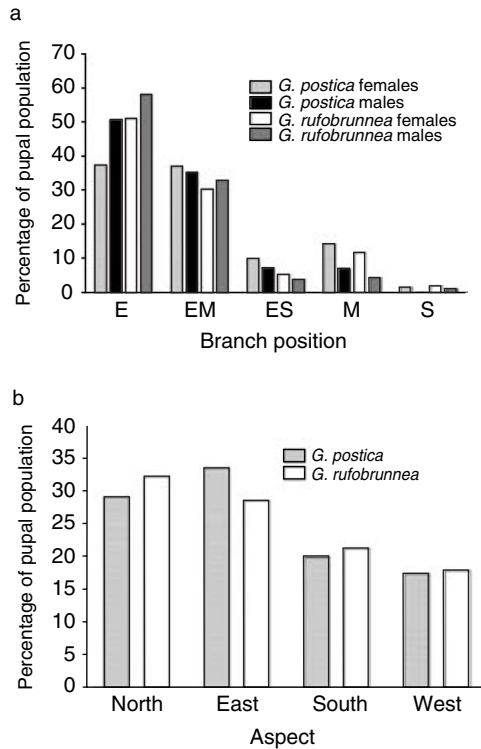 a
Percentage of pupal population
70
60
50
40
30
20
10
0
G. postica females
G. postica males
G. rufobrunnea females
G. rufobrunnea males
E EM ES M S
Branch position
b
Percentage of pupal population
40
35
30
25
20
15
10
5
0
G. postica
G. rufobrunnea
North East South West
Aspect